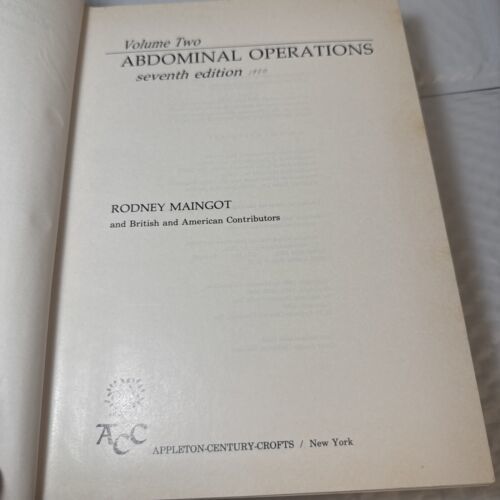 Volume Two
ABDOMINAL OPERATIONS
seventh edition 1980
RODNEY MAINGOT
and British and American Contributors
ACC
APPLETON-CENTURY-CROFTS / New York